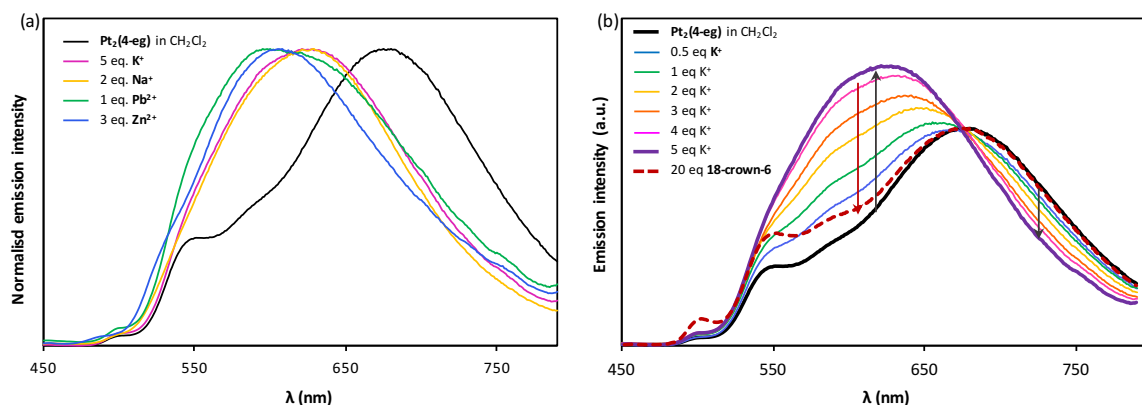 (a)
Normalisd emission intensity
Pt₂(4-eg) in CH₂Cl₂
5 eq. K⁺
2 eq. Na⁺
1 eq. Pb²⁺
3 eq. Zn²⁺
450 550 650 750
λ (nm)
(b)
Emission intensity (a.u.)
Pt₂(4-eg) in CH₂Cl₂
0.5 eq K⁺
1 eq K⁺
2 eq K⁺
3 eq K⁺
4 eq K⁺
5 eq K⁺
20 eq 18-crown-6
450 550 650 750
λ (nm)